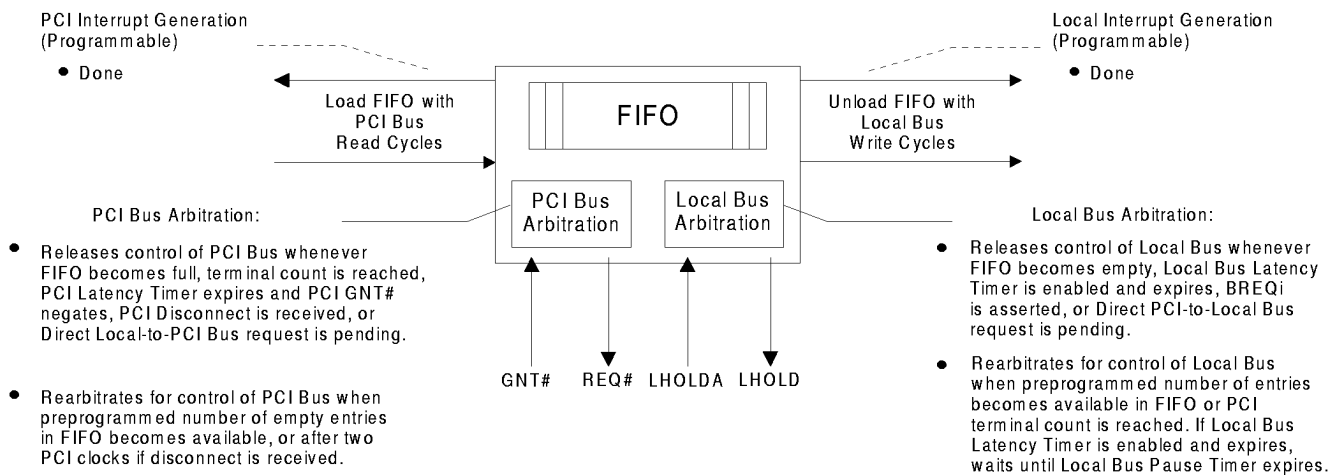 PCI Interrupt Generation
(Programmable)
● Done
Local Interrupt Generation
(Programmable)
● Done
Load FIFO with
PCI Bus
Read Cycles
FIFO
Unload FIFO with
Local Bus
Write Cycles
PCI Bus
Arbitration
Local Bus
Arbitration
PCI Bus Arbitration:
● Releases control of PCI Bus whenever
FIFO becomes full, terminal count is reached,
PCI Latency Timer expires and PCI GNT#
negates, PCI Disconnect is received, or
Direct Local-to-PCI Bus request is pending.
● Rearbitrates for control of PCI Bus when
preprogrammed number of empty entries
in FIFO becomes available, or after two
PCI clocks if disconnect is received.
GNT# REQ# LHOLDA LHOLD
Local Bus Arbitration:
● Releases control of Local Bus whenever
FIFO becomes empty, Local Bus Latency
Timer is enabled and expires, BREQi
is asserted, or Direct PCI-to-Local Bus
request is pending.
● Rearbitrates for control of Local Bus
when preprogrammed number of entries
becomes available in FIFO or PCI
terminal count is reached. If Local Bus
Latency Timer is enabled and expires,
waits until Local Bus Pause Timer expires.